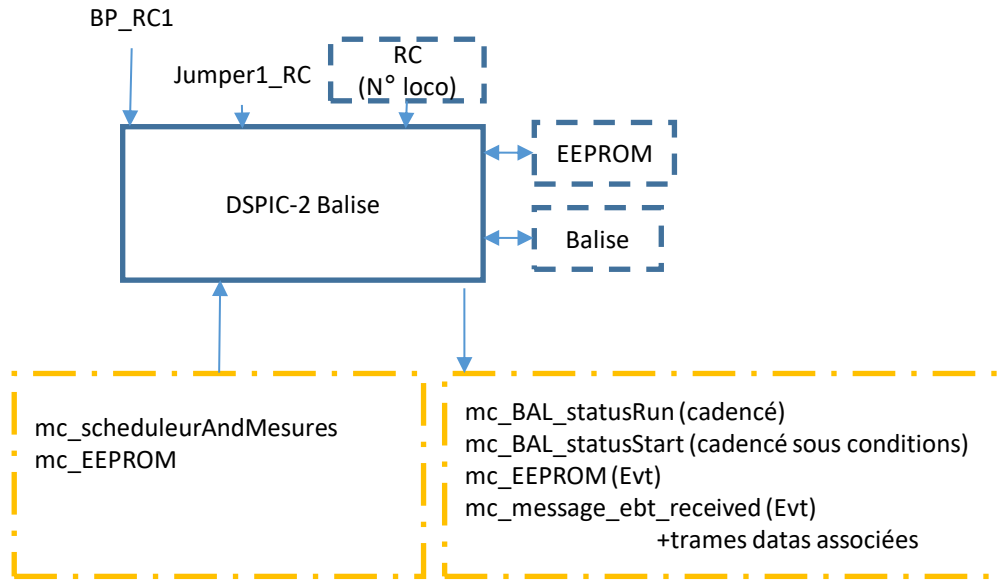 BP_RC1
Jumper1_RC
RC
(N° loco)
EEPROM
DSPIC-2 Balise
Balise
mc_scheduleurAndMesures
mc_EEPROM
mc_BAL_statusRun (cadencé)
mc_BAL_statusStart (cadencé sous conditions)
mc_EEPROM (Evt)
mc_message_ebt_received (Evt)
+trames datas associées